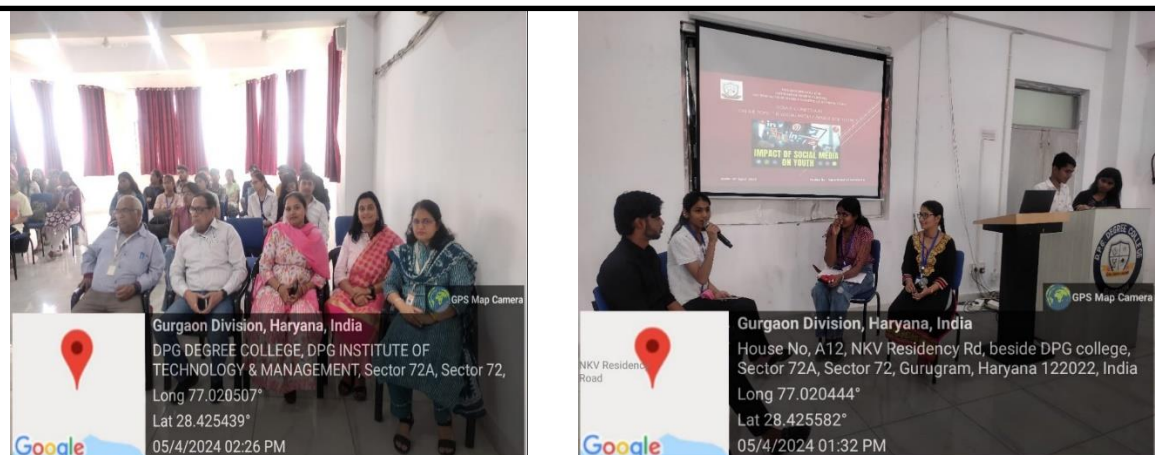 GPS Map Camera
Gurgaon Division, Haryana, India
DPG DEGREE COLLEGE, DPG INSTITUTE OF
TECHNOLOGY & MANAGEMENT, Sector 72A, Sector 72,
Long 77.020507°
Lat 28.425439°
05/4/2024 02:26 PM
Google
IMPACT OF SOCIAL MEDIA
ON YOUTH
D.P.G DEGREE COLLEGE
GPS Map Camera
NKV Residenc
Road
Gurgaon Division, Haryana, India
House No, A12, NKV Residency Rd, beside DPG college,
Sector 72A, Sector 72, Gurugram, Haryana 122022, India
Long 77.020444°
Lat 28.425582°
05/4/2024 01:32 PM
Google